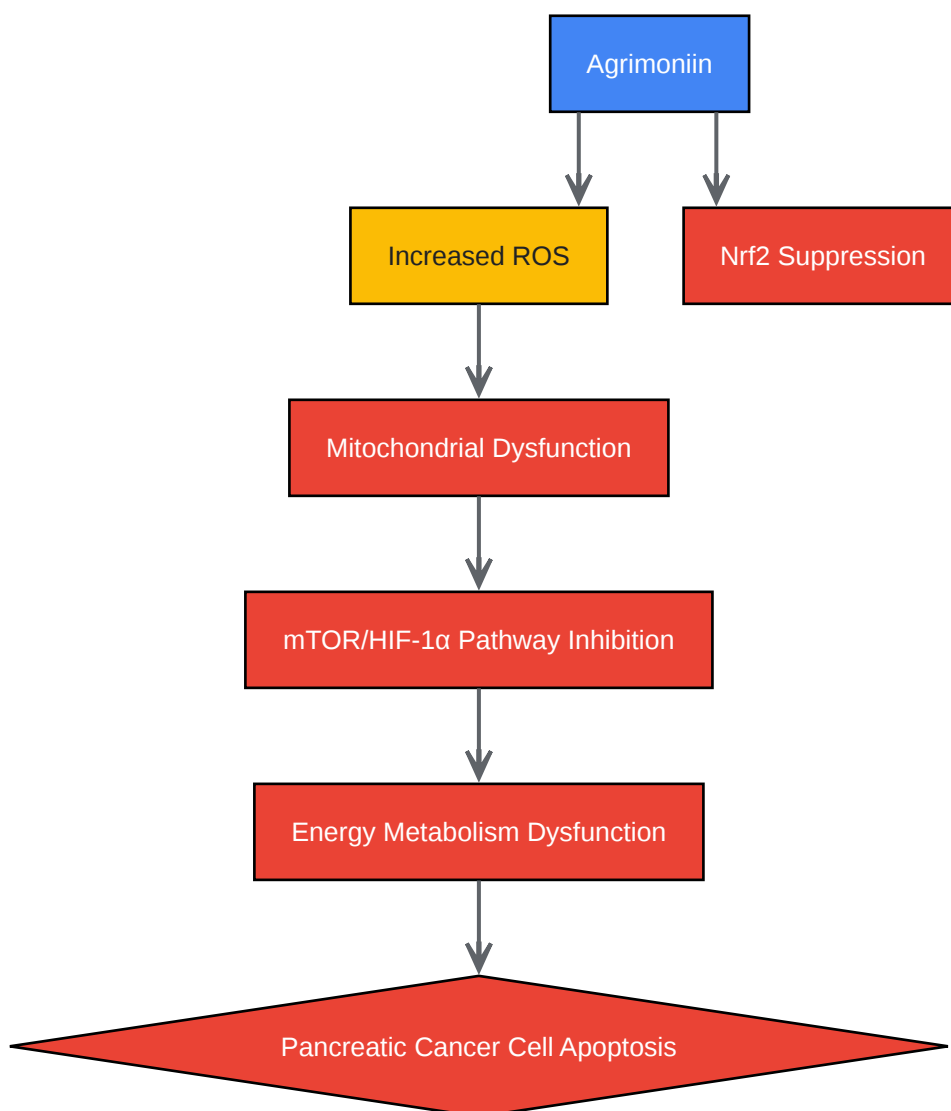 Agrimoniin
Increased ROS
Nrf2 Suppression
Mitochondrial Dysfunction
mTOR/HIF-1α Pathway Inhibition
Energy Metabolism Dysfunction
Pancreatic Cancer Cell Apoptosis